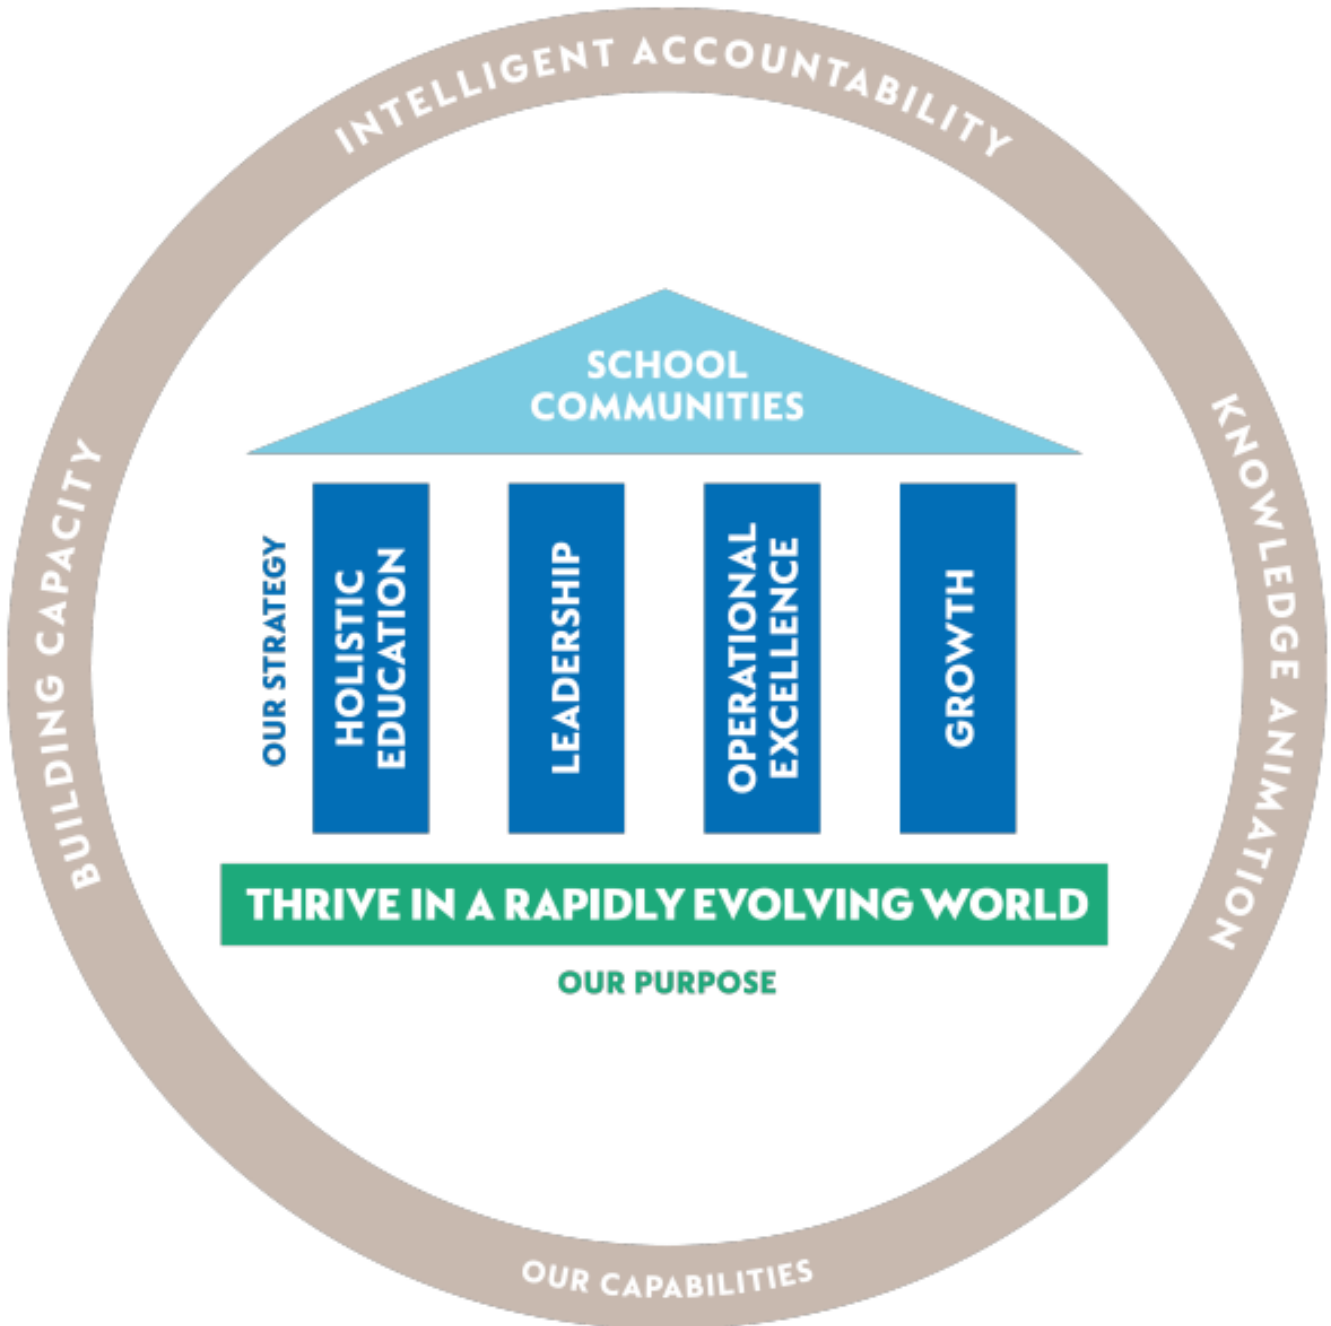 INTELLIGENT ACCOUNTABILITY
SCHOOL
COMMUNITIES
BUILDING CAPACITY
KNOWLEDGE ANIMATION
OUR STRATEGY
HOLISTIC
EDUCATION
LEADERSHIP
OPERATIONAL
EXCELLENCE
GROWTH
THRIVE IN A RAPIDLY EVOLVING WORLD
OUR PURPOSE
OUR CAPABILITIES